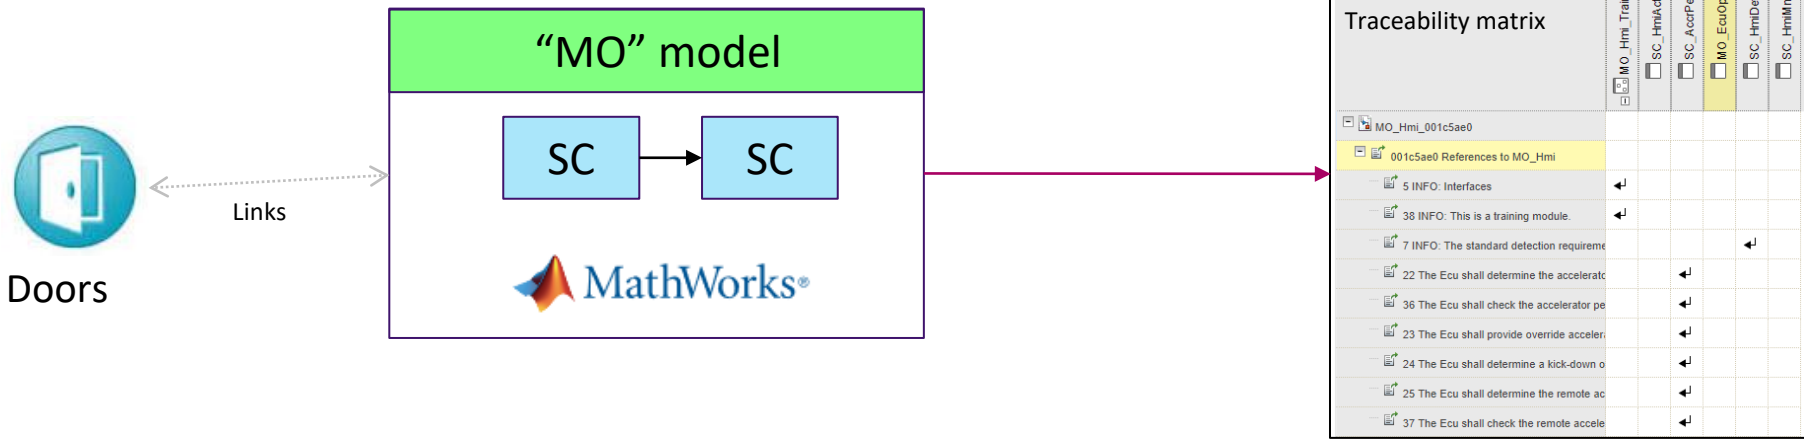 Doors
Links
“MO” model
SC
SC
MathWorks®
Traceability matrix
MO_Hmi_Trai
SC_HmiAc
SC_AccrPe
MO_EcuOp
SC_HmiDe
SC_HmiMn
MO_Hmi_001c5ae0
001c5ae0 References to MO_Hmi
5 INFO: Interfaces
38 INFO: This is a training module.
7 INFO: The standard detection requireme
22 The Ecu shall determine the acceleratc
36 The Ecu shall check the accelerator pe
23 The Ecu shall provide override acceler
24 The Ecu shall determine a kick-down o
25 The Ecu shall determine the remote ac
37 The Ecu shall check the remote accele